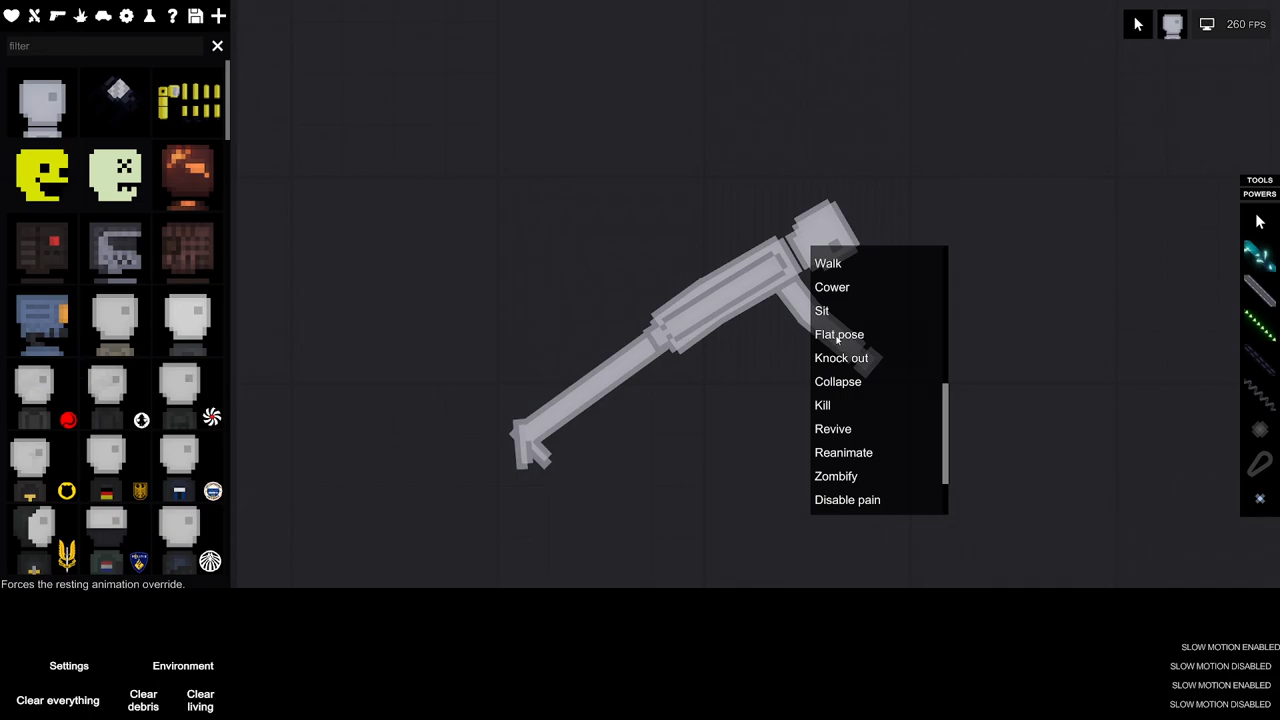 260 FPS
filter
TOOLS
POWERS
Walk
Cower
Sit
Flat pose
Knock out
Collapse
Kill
Revive
Reanimate
Zombify
Disable pain
Forces the resting animation override.
Settings
Environment
Clear everything
Clear
debris
Clear
living
SLOW MOTION ENABLED
SLOW MOTION DISABLED
SLOW MOTION ENABLED
SLOW MOTION DISABLED